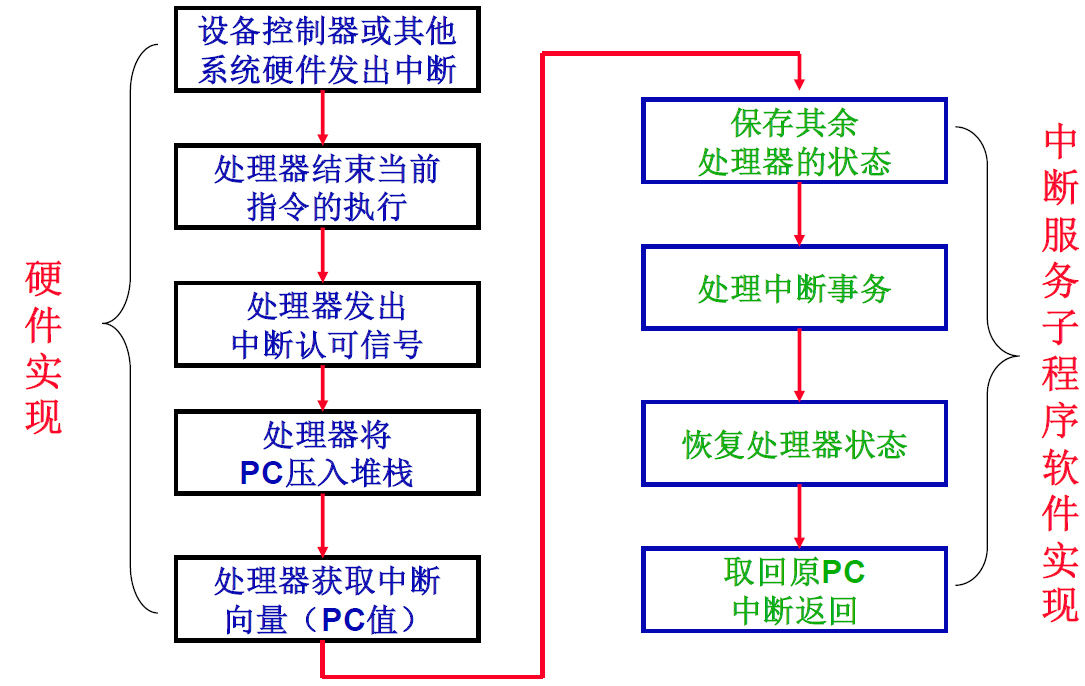 硬件实现
设备控制器或其他
系统硬件发出中断
处理器结束当前
指令的执行
处理器发出
中断认可信号
处理器将
PC压入堆栈
处理器获取中断
向量（PC值）
保存其余
处理器的状态
处理中断事务
恢复处理器状态
取回原PC
中断返回
中断服务子程序软件实现